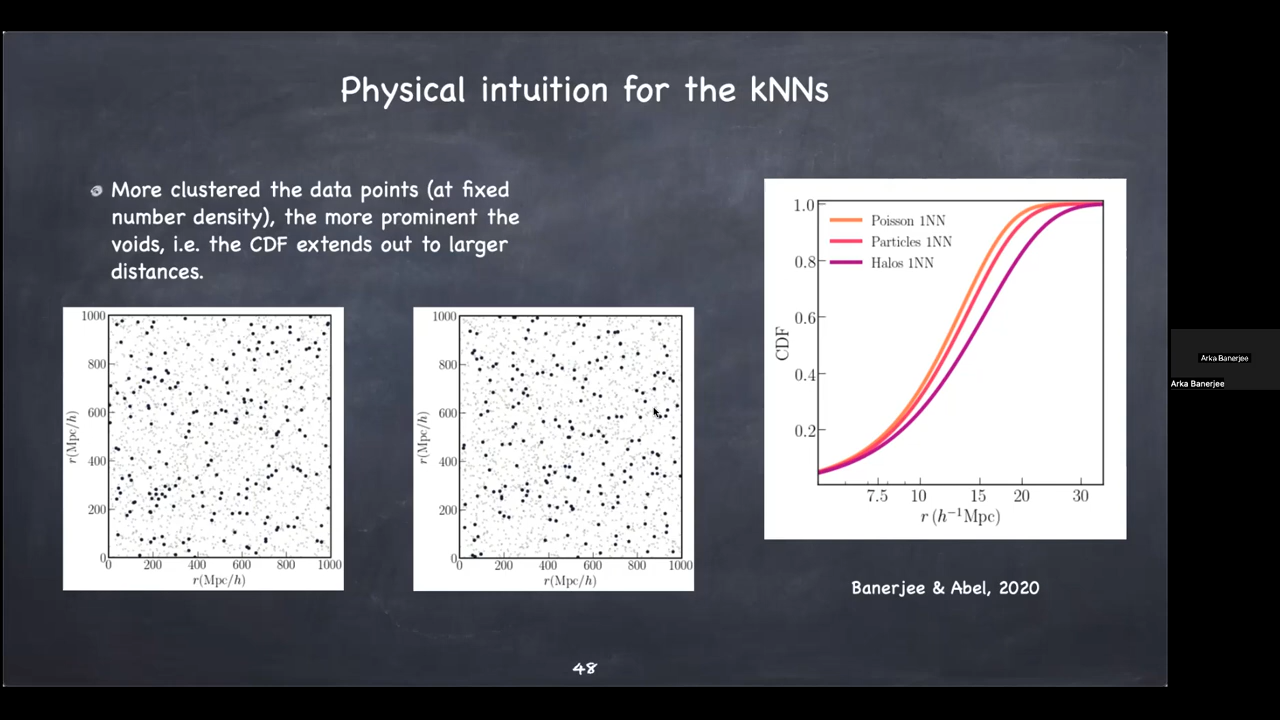 Physical intuition for the kNNs
More clustered the data points (at fixed
number density), the more prominent the
voids, i.e. the CDF extends out to larger
distances.
1000
800
600
400
200
0
r(Mpc/h)
0 200 400 600 800 1000
r(Mpc/h)
1000
800
600
400
200
0
r(Mpc/h)
0 200 400 600 800 1000
r(Mpc/h)
1.0
0.8
0.6
0.4
0.2
CDF
Poisson 1NN
Particles 1NN
Halos 1NN
7.5 10 15 20 30
r (h⁻¹Mpc)
Banerjee & Abel, 2020
48
Arka Banerjee
Arka Banerjee